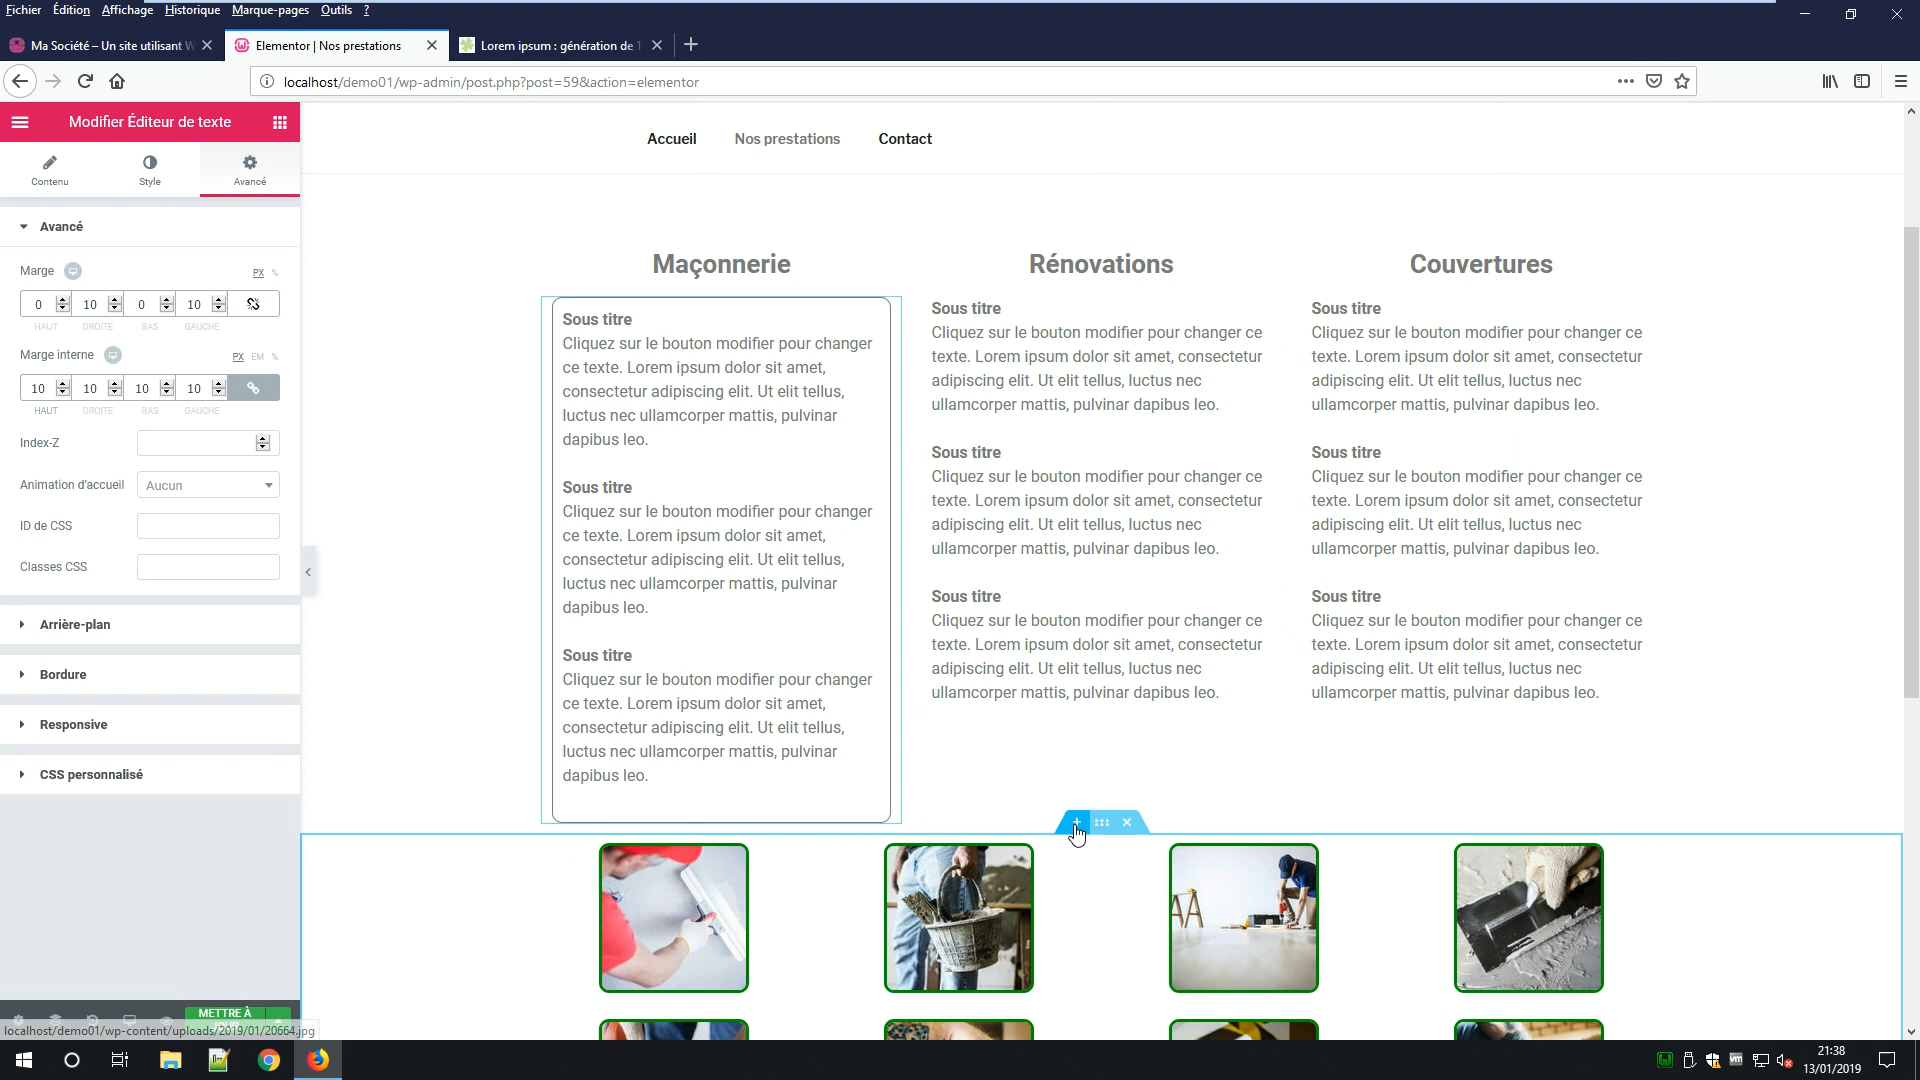 Fichier Édition Affichage Historique Marque-pages Outils ?
Ma Société – Un site utilisant W
Elementor | Nos prestations
Lorem ipsum : génération de 1
localhost/demo01/wp-admin/post.php?post=59&action=elementor
Modifier Éditeur de texte
Contenu
Style
Avancé
Avancé
Marge
PX %
0 10 0 10
HAUT DROITE BAS GAUCHE
Marge interne
PX EM %
10 10 10 10
HAUT DROITE BAS GAUCHE
Index-Z
Animation d'accueil Aucun
ID de CSS
Classes CSS
Arrière-plan
Bordure
Responsive
CSS personnalisé
METTRE À
localhost/demo01/wp-content/uploads/2019/01/20664.jpg
Accueil Nos prestations Contact
Maçonnerie
Sous titre
Cliquez sur le bouton modifier pour changer
ce texte. Lorem ipsum dolor sit amet,
consectetur adipiscing elit. Ut elit tellus,
luctus nec ullamcorper mattis, pulvinar
dapibus leo.
Sous titre
Cliquez sur le bouton modifier pour changer
ce texte. Lorem ipsum dolor sit amet,
consectetur adipiscing elit. Ut elit tellus,
luctus nec ullamcorper mattis, pulvinar
dapibus leo.
Sous titre
Cliquez sur le bouton modifier pour changer
ce texte. Lorem ipsum dolor sit amet,
consectetur adipiscing elit. Ut elit tellus,
luctus nec ullamcorper mattis, pulvinar
dapibus leo.
Rénovations
Sous titre
Cliquez sur le bouton modifier pour changer ce
texte. Lorem ipsum dolor sit amet, consectetur
adipiscing elit. Ut elit tellus, luctus nec
ullamcorper mattis, pulvinar dapibus leo.
Sous titre
Cliquez sur le bouton modifier pour changer ce
texte. Lorem ipsum dolor sit amet, consectetur
adipiscing elit. Ut elit tellus, luctus nec
ullamcorper mattis, pulvinar dapibus leo.
Sous titre
Cliquez sur le bouton modifier pour changer ce
texte. Lorem ipsum dolor sit amet, consectetur
adipiscing elit. Ut elit tellus, luctus nec
ullamcorper mattis, pulvinar dapibus leo.
Couvertures
Sous titre
Cliquez sur le bouton modifier pour changer ce
texte. Lorem ipsum dolor sit amet, consectetur
adipiscing elit. Ut elit tellus, luctus nec
ullamcorper mattis, pulvinar dapibus leo.
Sous titre
Cliquez sur le bouton modifier pour changer ce
texte. Lorem ipsum dolor sit amet, consectetur
adipiscing elit. Ut elit tellus, luctus nec
ullamcorper mattis, pulvinar dapibus leo.
Sous titre
Cliquez sur le bouton modifier pour changer ce
texte. Lorem ipsum dolor sit amet, consectetur
adipiscing elit. Ut elit tellus, luctus nec
ullamcorper mattis, pulvinar dapibus leo.
21:38
13/01/2019